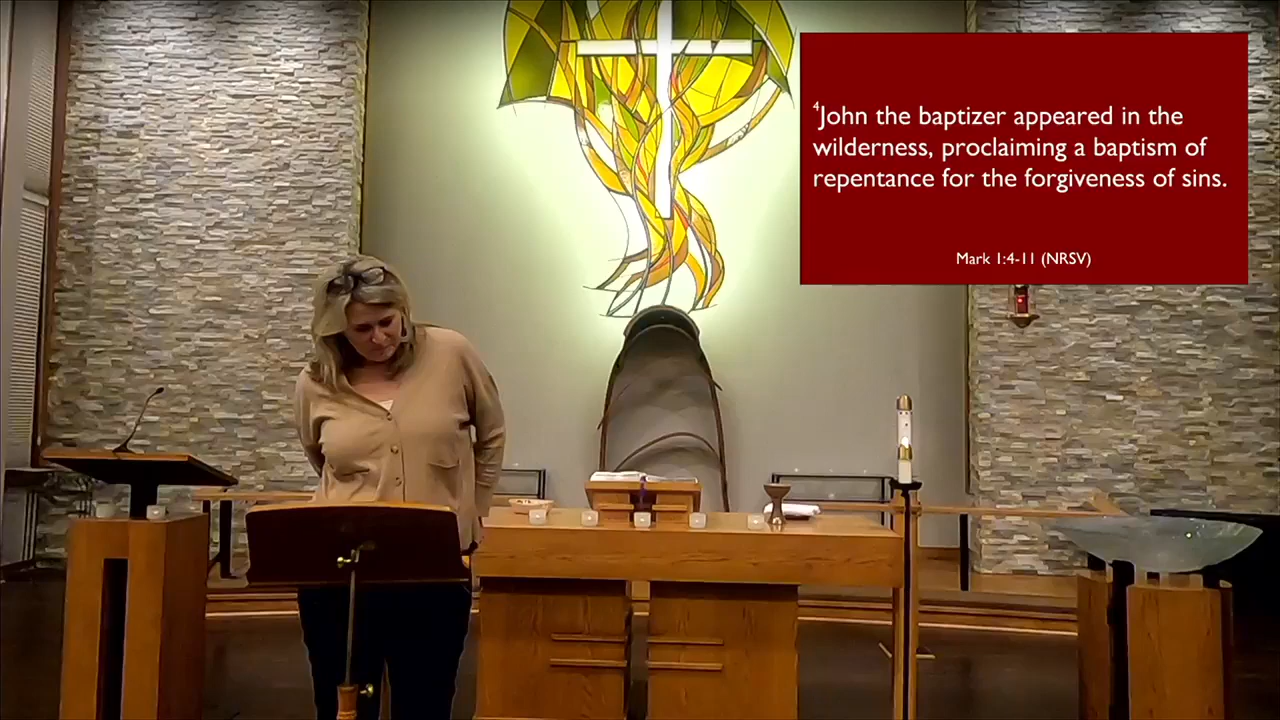 ⁴John the baptizer appeared in the
wilderness, proclaiming a baptism of
repentance for the forgiveness of sins.
Mark 1:4-11 (NRSV)